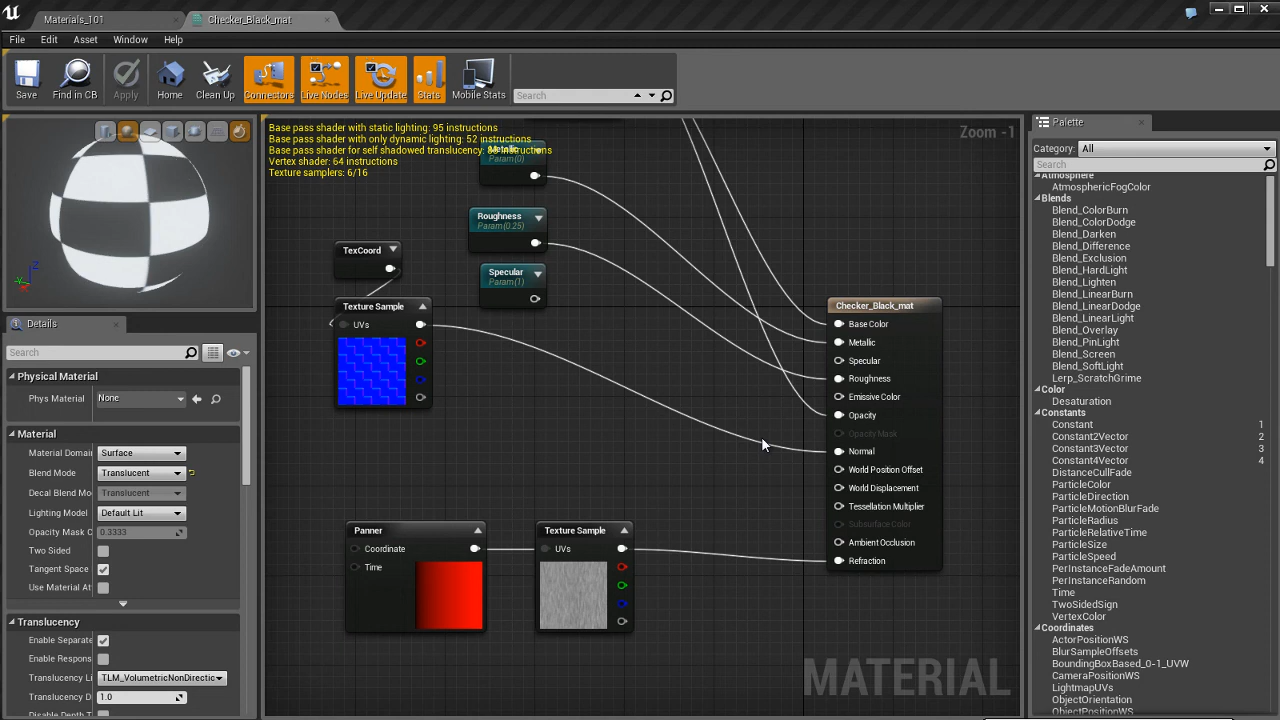 Materials_101
Checker_Black_mat
File Edit Asset Window Help
Save Find in CB Apply Home Clean Up Connectors Live Nodes Live Update Stats Mobile Stats Search
Base pass shader with static lighting: 95 instructions
Base pass shader with only dynamic lighting: 52 instructions
Base pass shader for self shadowed translucency: instructions
Vertex shader: 64 instructions
Texture samplers: 6/16
Zoom -1
Metallic
Param(0)
Roughness
Param(0.25)
Specular
Param(1)
TexCoord
Texture Sample
UVs
Panner
Coordinate
Time
Texture Sample
UVs
Checker_Black_mat
Base Color
Metallic
Specular
Roughness
Emissive Color
Opacity
Opacity Mask
Normal
World Position Offset
World Displacement
Tessellation Multiplier
Subsurface Color
Ambient Occlusion
Refraction
MATERIAL
Z
Y
Details
Search
Physical Material
Phys Material None
Material
Material Domain Surface
Blend Mode Translucent
Decal Blend Mo Translucent
Lighting Model Default Lit
Opacity Mask C 0.3333
Two Sided
Tangent Space
Use Material At
Translucency
Enable Separate
Enable Respons
Translucency Li TLM_VolumetricNonDirectic
Translucency D 1.0
Disable Depth T
Palette
Category: All
Search
Atmosphere
AtmosphericFogColor
Blends
Blend_ColorBurn
Blend_ColorDodge
Blend_Darken
Blend_Difference
Blend_Exclusion
Blend_HardLight
Blend_Lighten
Blend_LinearBurn
Blend_LinearDodge
Blend_LinearLight
Blend_Overlay
Blend_PinLight
Blend_Screen
Blend_SoftLight
Lerp_ScratchGrime
Color
Desaturation
Constants
Constant 1
Constant2Vector 2
Constant3Vector 3
Constant4Vector 4
DistanceCullFade
ParticleColor
ParticleDirection
ParticleMotionBlurFade
ParticleRadius
ParticleRelativeTime
ParticleSize
ParticleSpeed
PerInstanceFadeAmount
PerInstanceRandom
Time
TwoSidedSign
VertexColor
Coordinates
ActorPositionWS
BlurSampleOffsets
BoundingBoxBased_0-1_UVW
CameraPositionWS
LightmapUVs
ObjectOrientation
ObjectPositionWS